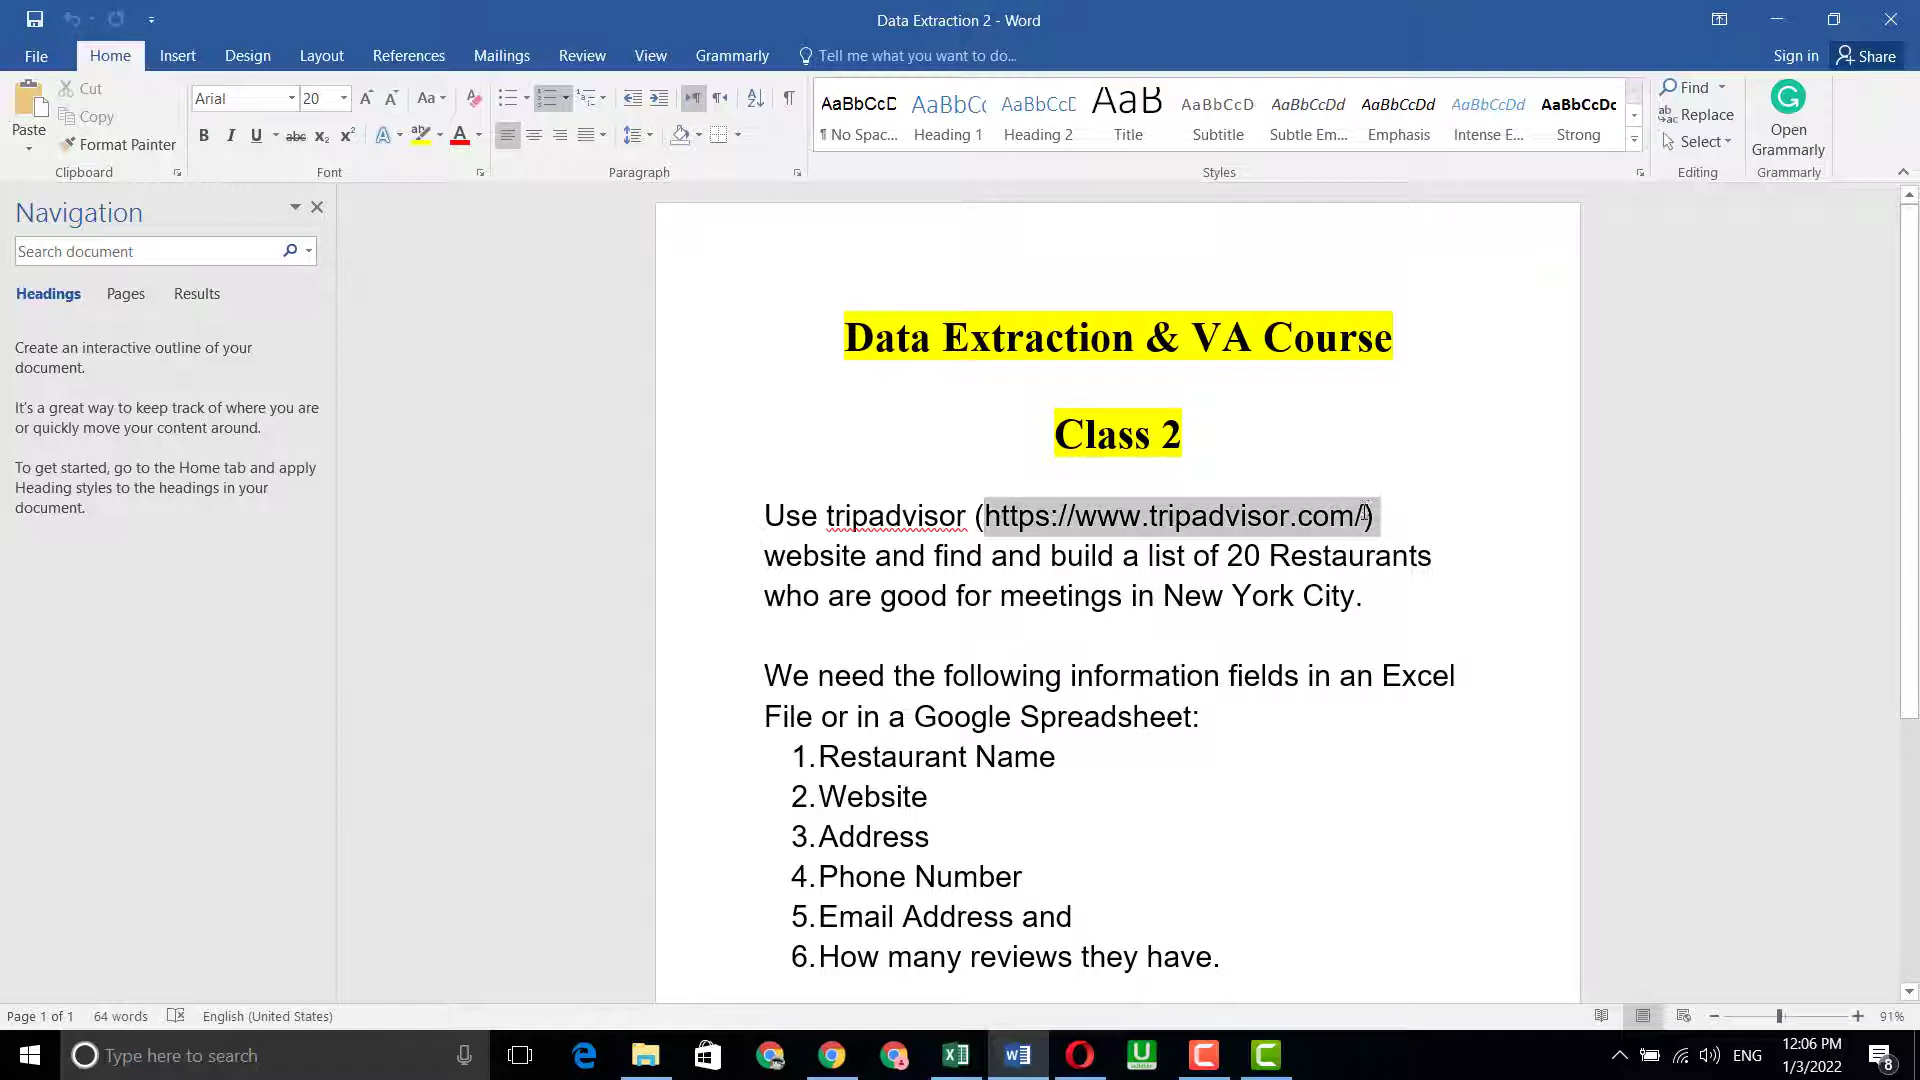 Data Extraction 2 - Word
File Home Insert Design Layout References Mailings Review View Grammarly Tell me what you want to do... Sign in Share
Paste
Cut
Copy
Format Painter
Clipboard
Arial 20
Font
Paragraph
AaBbCcD AaBbC AaBbCcD AaB AaBbCcD AaBbCcDd AaBbCcDd AaBbCcDd AaBbCcDc
¶ No Spac... Heading 1 Heading 2 Title Subtitle Subtle Em... Emphasis Intense E... Strong
Styles
Find
Replace
Select
Editing
Open
Grammarly
Grammarly
Navigation
Search document
Headings Pages Results
Create an interactive outline of your
document.
It's a great way to keep track of where you are
or quickly move your content around.
To get started, go to the Home tab and apply
Heading styles to the headings in your
document.
Data Extraction & VA Course
Class 2
Use tripadvisor (https://www.tripadvisor.com/)
website and find and build a list of 20 Restaurants
who are good for meetings in New York City.
We need the following information fields in an Excel
File or in a Google Spreadsheet:
1.Restaurant Name
2.Website
3.Address
4.Phone Number
5.Email Address and
6.How many reviews they have.
Page 1 of 1 64 words English (United States) 91%
Type here to search
ENG
12:06 PM
1/3/2022
8